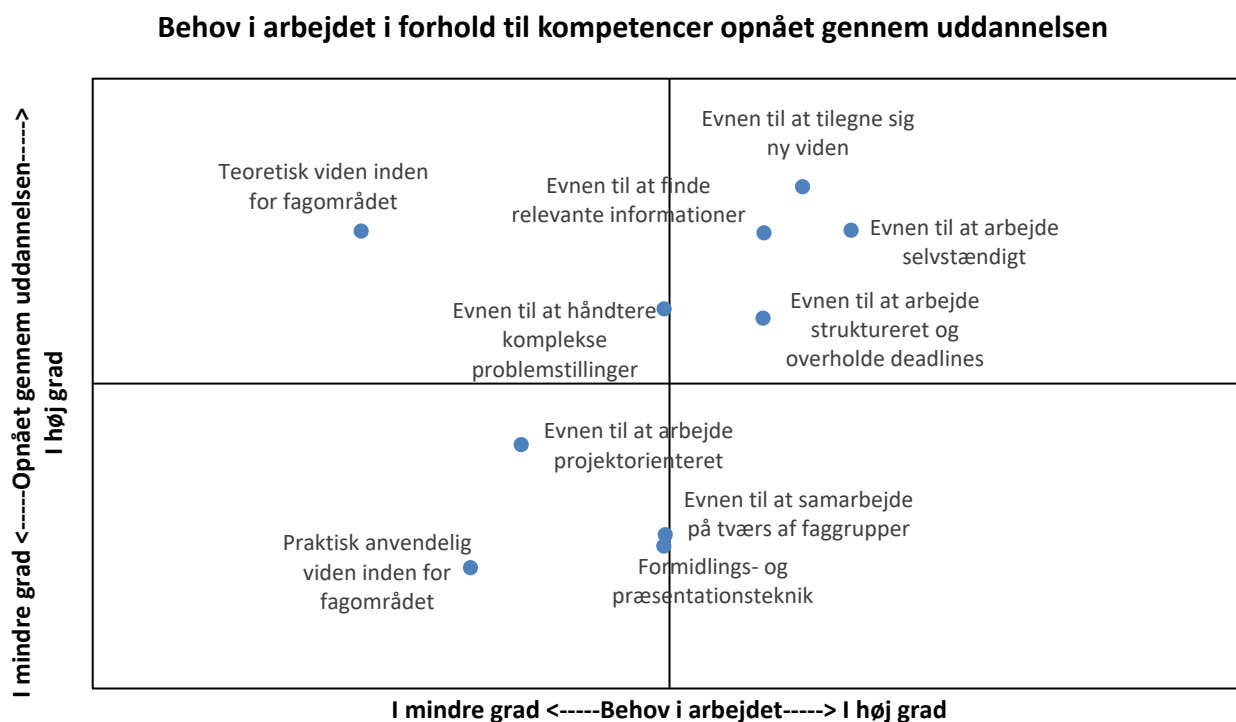 Behov i arbejdet i forhold til kompetencer opnået gennem uddannelsen
I mindre grad <-----Opnået gennem uddannelsen----->
I høj grad
Evnen til at tilegne sig
ny viden
Teoretisk viden inden
for fagområdet
Evnen til at finde
relevante informationer
Evnen til at arbejde
selvstændigt
Evnen til at håndtere
komplekse
problemstillinger
Evnen til at arbejde
struktureret og
overholde deadlines
Evnen til at arbejde
projektorienteret
Evnen til at samarbejde
på tværs af faggrupper
Praktisk anvendelig
viden inden for
fagområdet
Formidlings- og
præsentationsteknik
I mindre grad <-----Behov i arbejdet-----> I høj grad